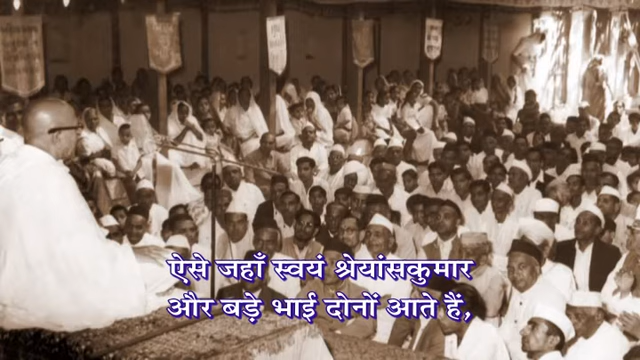 ऐसे जहाँ स्वयं श्रेयांसकुमार
और बड़े भाई दोनों आते हैं,